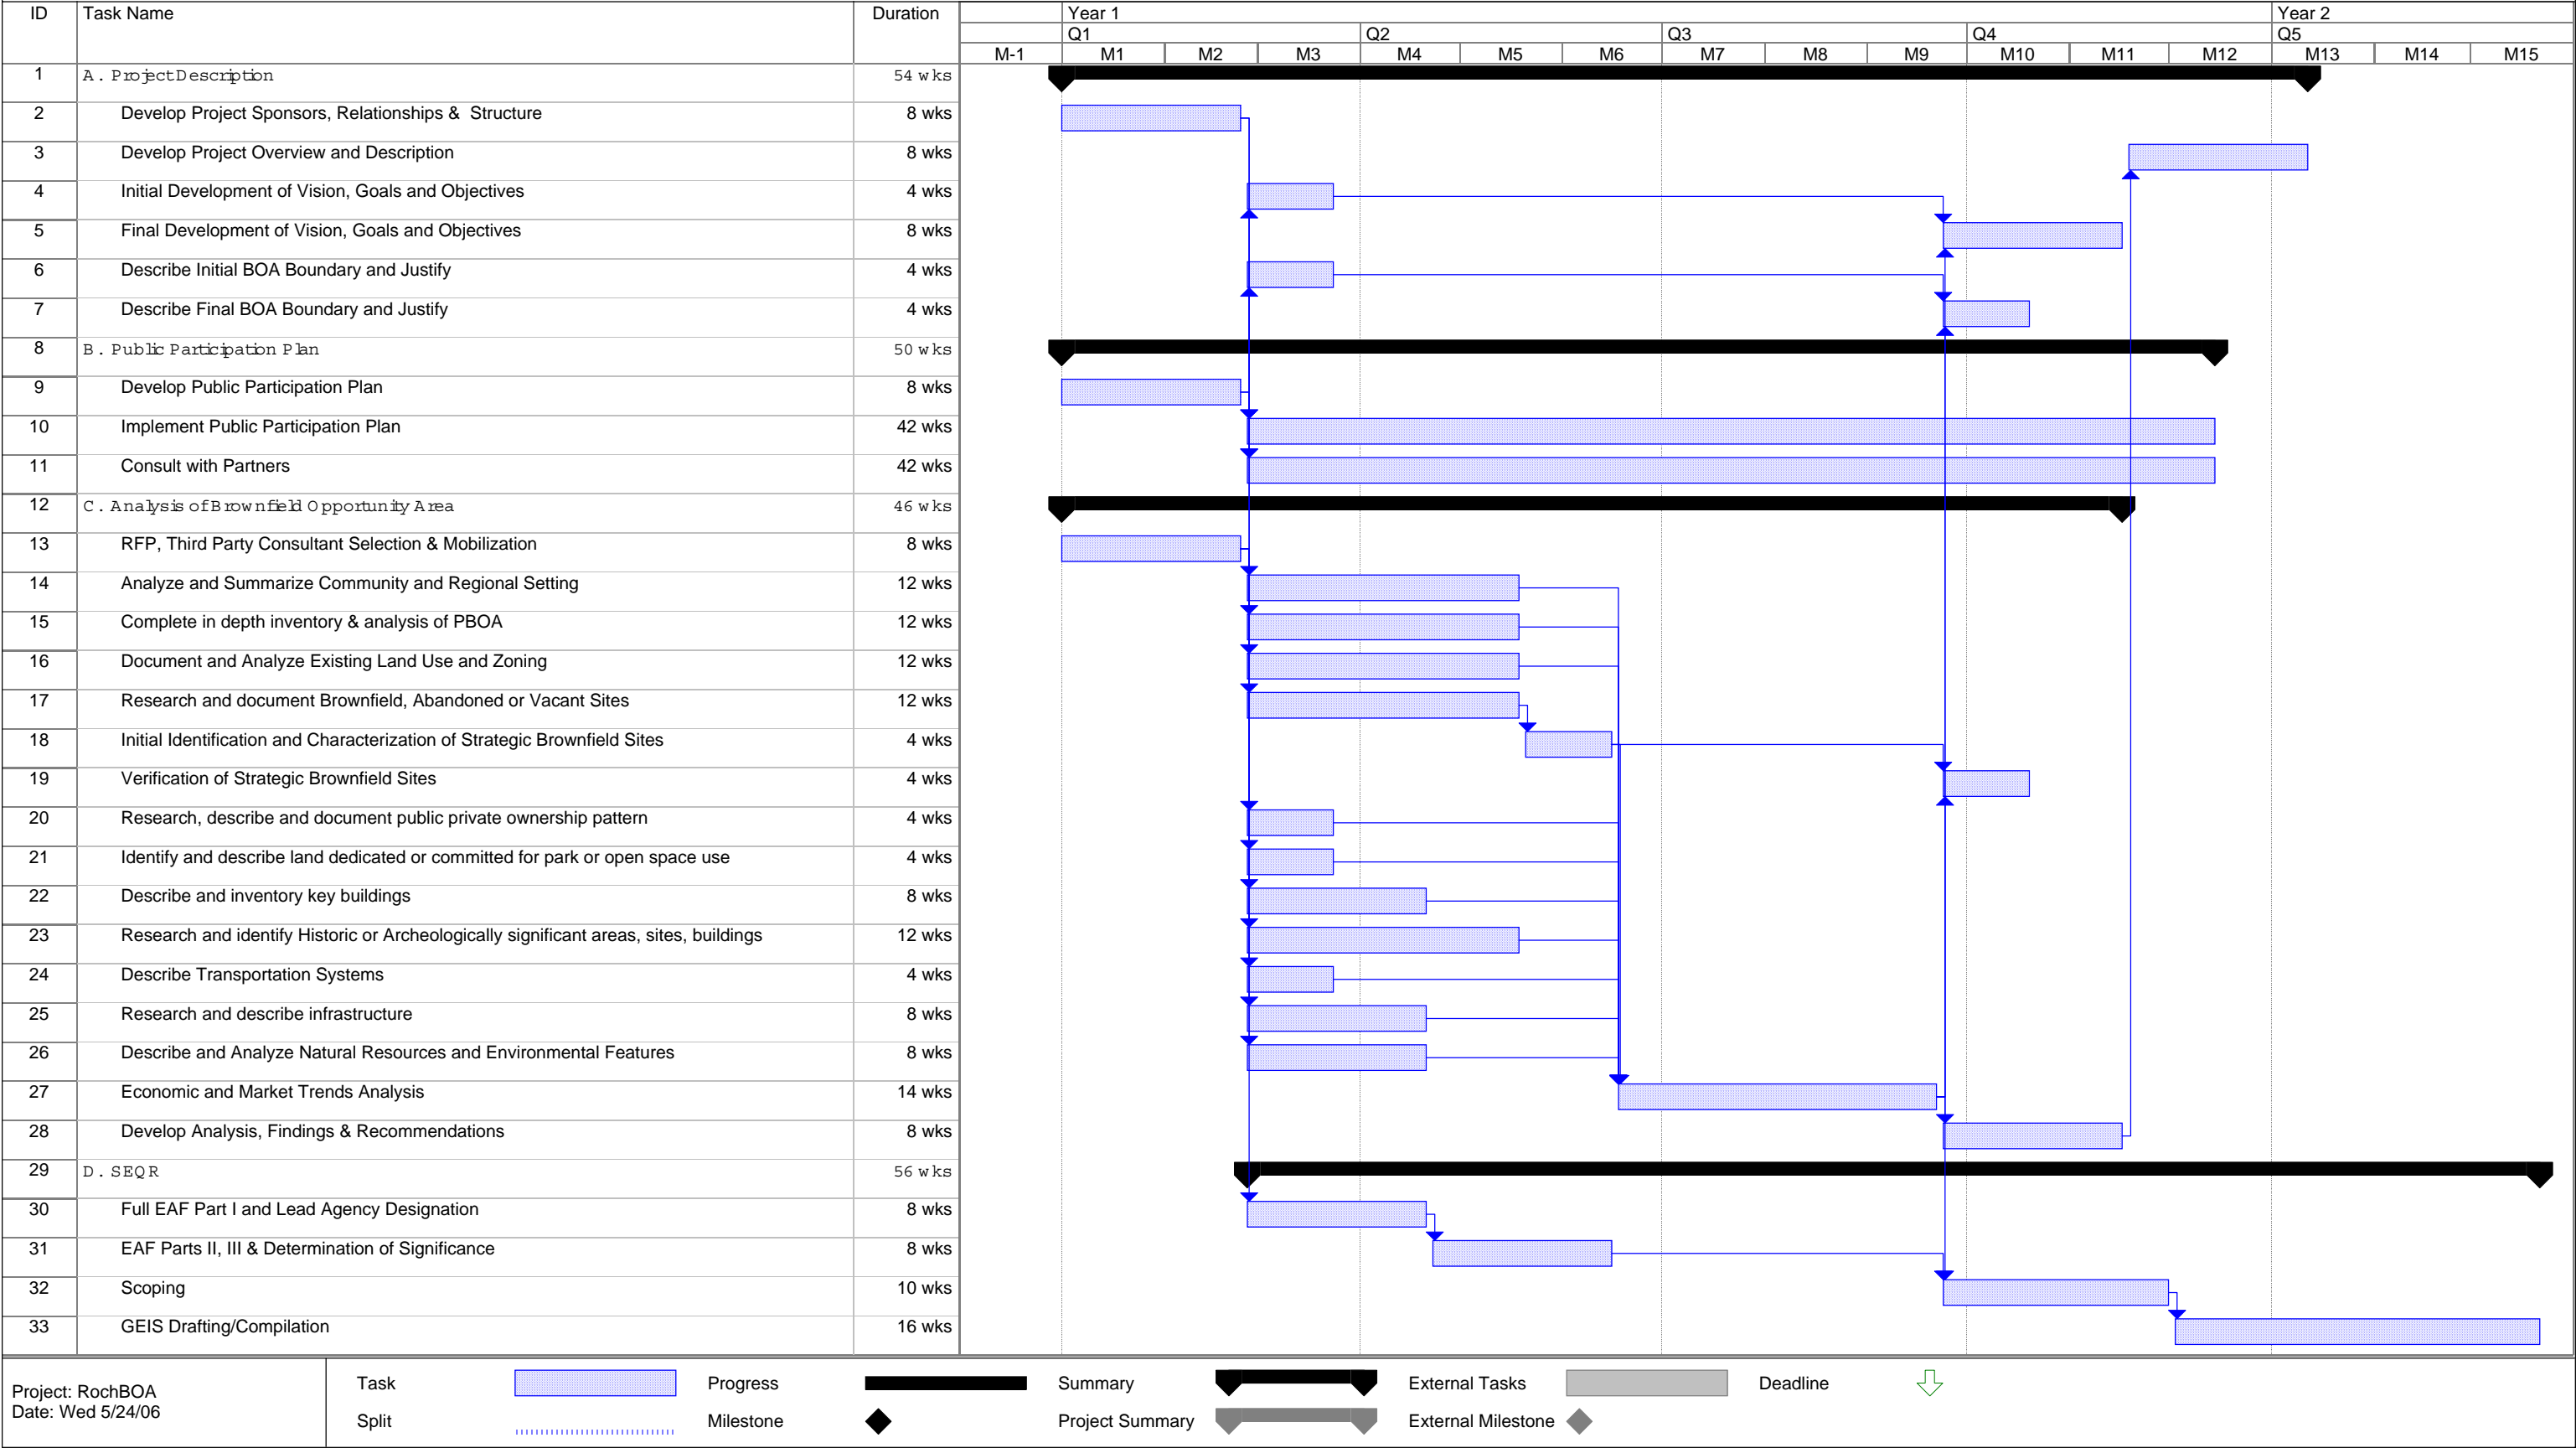 ID Task Name Duration Year 1 Year 2
Q1 Q2 Q3 Q4 Q5
M-1 M1 M2 M3 M4 M5 M6 M7 M8 M9 M10 M11 M12 M13 M14 M15
1 A. Project Description 54 wks
2 Develop Project Sponsors, Relationships & Structure 8 wks
3 Develop Project Overview and Description 8 wks
4 Initial Development of Vision, Goals and Objectives 4 wks
5 Final Development of Vision, Goals and Objectives 8 wks
6 Describe Initial BOA Boundary and Justify 4 wks
7 Describe Final BOA Boundary and Justify 4 wks
8 B. Public Participation Plan 50 wks
9 Develop Public Participation Plan 8 wks
10 Implement Public Participation Plan 42 wks
11 Consult with Partners 42 wks
12 C. Analysis of Brownfield Opportunity Area 46 wks
13 RFP, Third Party Consultant Selection & Mobilization 8 wks
14 Analyze and Summarize Community and Regional Setting 12 wks
15 Complete in depth inventory & analysis of PBOA 12 wks
16 Document and Analyze Existing Land Use and Zoning 12 wks
17 Research and document Brownfield, Abandoned or Vacant Sites 12 wks
18 Initial Identification and Characterization of Strategic Brownfield Sites 4 wks
19 Verification of Strategic Brownfield Sites 4 wks
20 Research, describe and document public private ownership pattern 4 wks
21 Identify and describe land dedicated or committed for park or open space use 4 wks
22 Describe and inventory key buildings 8 wks
23 Research and identify Historic or Archeologically significant areas, sites, buildings 12 wks
24 Describe Transportation Systems 4 wks
25 Research and describe infrastructure 8 wks
26 Describe and Analyze Natural Resources and Environmental Features 8 wks
27 Economic and Market Trends Analysis 14 wks
28 Develop Analysis, Findings & Recommendations 8 wks
29 D. SEQR 56 wks
30 Full EAF Part I and Lead Agency Designation 8 wks
31 EAF Parts II, III & Determination of Significance 8 wks
32 Scoping 10 wks
33 GEIS Drafting/Compilation 16 wks
Project: RochBOA
Date: Wed 5/24/06
Task Progress Summary External Tasks Deadline
Split Milestone Project Summary External Milestone